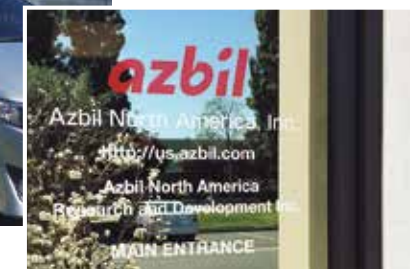 azbil
Azbil North America, Inc.
http://us.azbil.com
Azbil North America
Research and Development Inc.
MAIN ENTRANCE